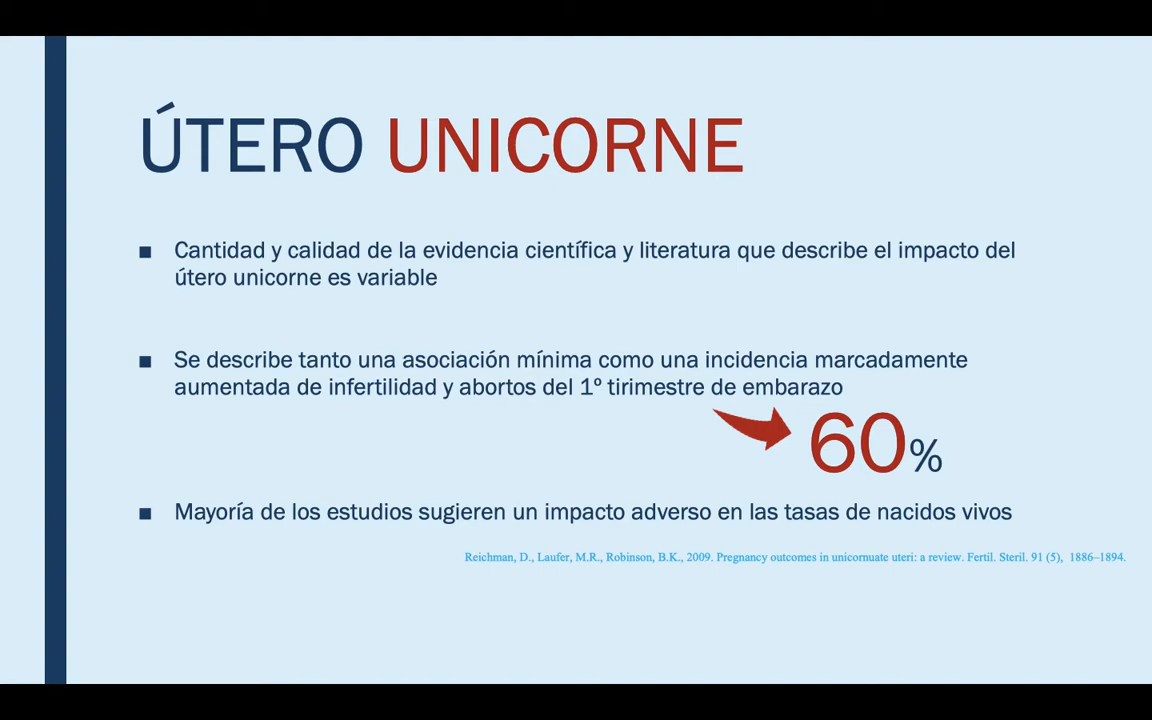 ÚTERO UNICORNE
■ Cantidad y calidad de la evidencia científica y literatura que describe el impacto del
útero unicorne es variable
■ Se describe tanto una asociación mínima como una incidencia marcadamente
aumentada de infertilidad y abortos del 1º tirimestre de embarazo
60%
■ Mayoría de los estudios sugieren un impacto adverso en las tasas de nacidos vivos
Reichman, D., Laufer, M.R., Robinson, B.K., 2009. Pregnancy outcomes in unicornuate uteri: a review. Fertil. Steril. 91 (5), 1886–1894.